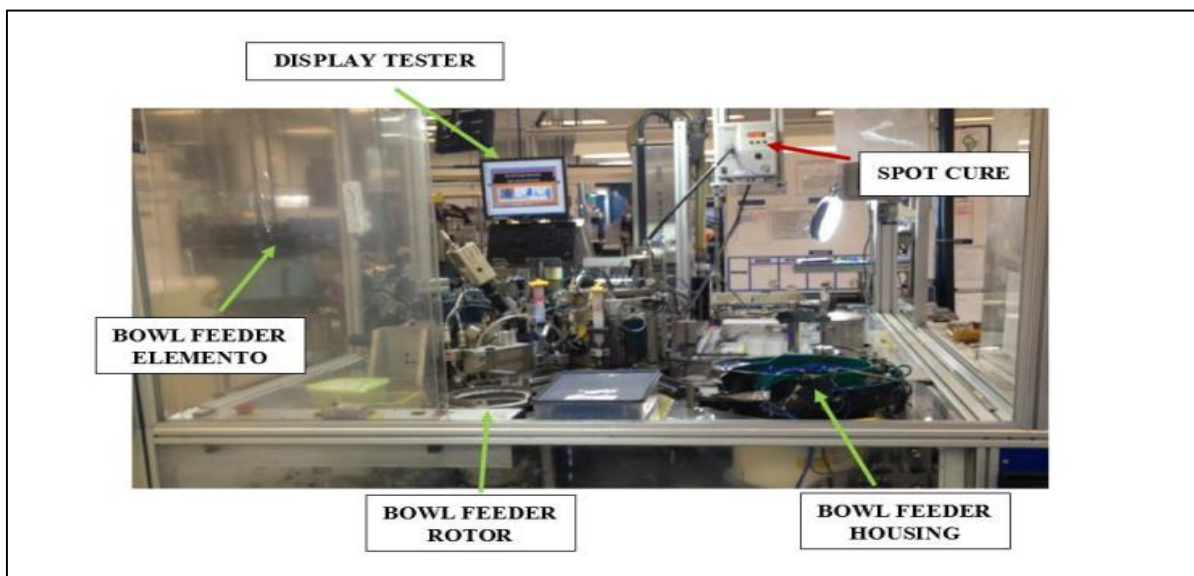 DISPLAY TESTER
SPOT CURE
BOWL FEEDER
ELEMENTO
BOWL FEEDER
ROTOR
BOWL FEEDER
HOUSING